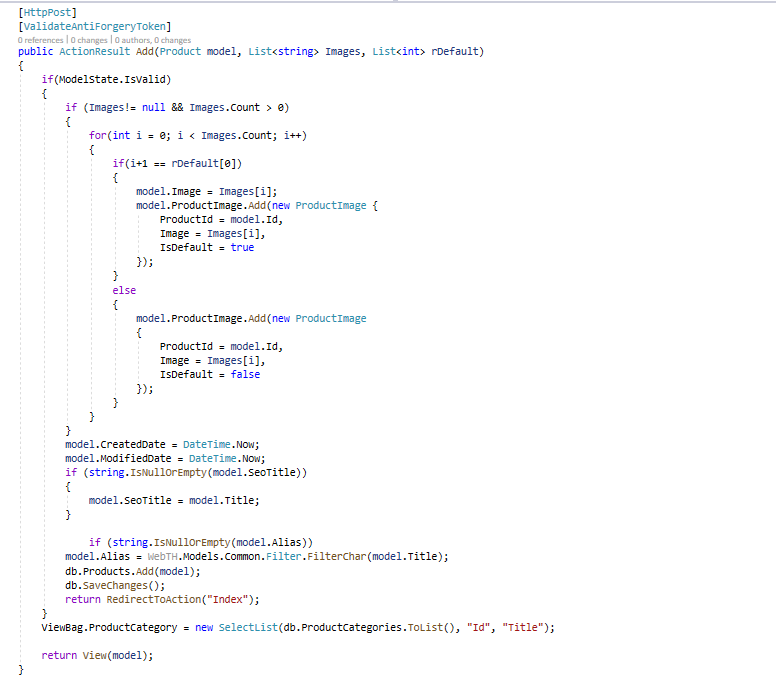 [HttpPost]
[ValidateAntiForgeryToken]
0 references | 0 changes | 0 authors, 0 changes
public ActionResult Add(Product model, List<string> Images, List<int> rDefault)
{
if(ModelState.IsValid)
{
if (Images!= null && Images.Count > 0)
{
for(int i = 0; i < Images.Count; i++)
{
if(i+1 == rDefault[0])
{
model.Image = Images[i];
model.ProductImage.Add(new ProductImage {
ProductId = model.Id,
Image = Images[i],
IsDefault = true
});
}
else
{
model.ProductImage.Add(new ProductImage
{
ProductId = model.Id,
Image = Images[i],
IsDefault = false
});
}
}
}
model.CreatedDate = DateTime.Now;
model.ModifiedDate = DateTime.Now;
if (string.IsNullOrEmpty(model.SeoTitle))
{
model.SeoTitle = model.Title;
}
if (string.IsNullOrEmpty(model.Alias))
model.Alias = WebTH.Models.Common.Filter.FilterChar(model.Title);
db.Products.Add(model);
db.SaveChanges();
return RedirectToAction("Index");
}
ViewBag.ProductCategory = new SelectList(db.ProductCategories.ToList(), "Id", "Title");
return View(model);
}